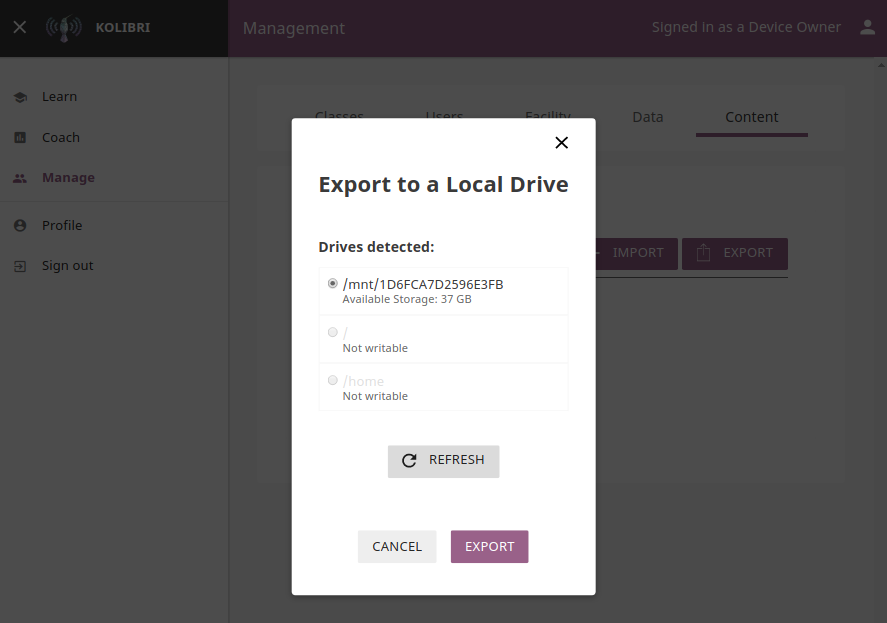 KOLIBRI
Management
Signed in as a Device Owner
Learn
Coach
Manage
Profile
Sign out
Classes
Users
Facility
Data
Content
IMPORT
EXPORT
Export to a Local Drive
Drives detected:
/mnt/1D6FCA7D2596E3FB
Available Storage: 37 GB
/
Not writable
/home
Not writable
REFRESH
CANCEL
EXPORT